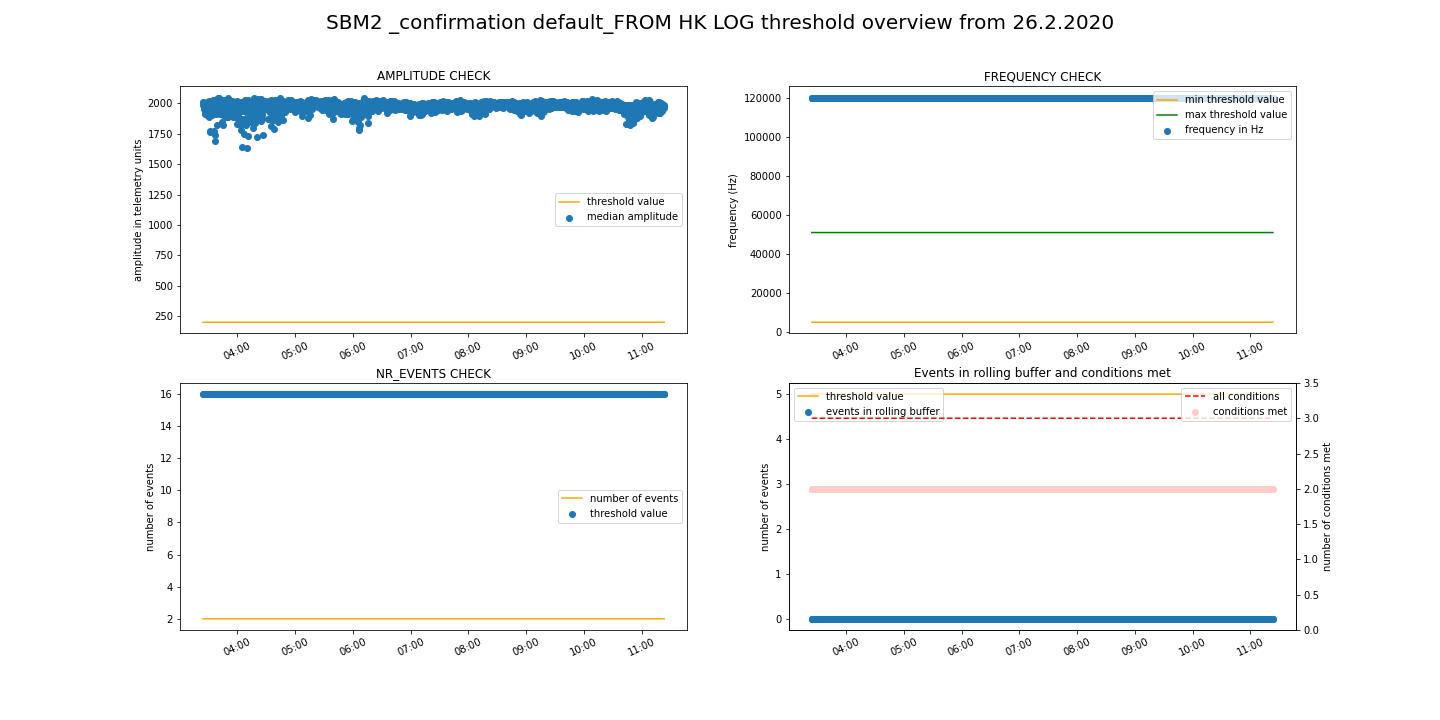 SBM2 _confirmation default_FROM HK LOG threshold overview from 26.2.2020
AMPLITUDE CHECK
amplitude in telemetry units
2000
1750
1500
1250
1000
750
500
250
threshold value
median amplitude
04:00 05:00 06:00 07:00 08:00 09:00 10:00 11:00
FREQUENCY CHECK
frequency (Hz)
120000
100000
80000
60000
40000
20000
0
min threshold value
max threshold value
frequency in Hz
04:00 05:00 06:00 07:00 08:00 09:00 10:00 11:00
NR_EVENTS CHECK
number of events
16
14
12
10
8
6
4
2
number of events
threshold value
04:00 05:00 06:00 07:00 08:00 09:00 10:00 11:00
Events in rolling buffer and conditions met
number of events
5
4
3
2
1
0
threshold value
events in rolling buffer
all conditions
conditions met
3.5
3.0
2.5
2.0
1.5
1.0
0.5
0.0
number of conditions met
04:00 05:00 06:00 07:00 08:00 09:00 10:00 11:00